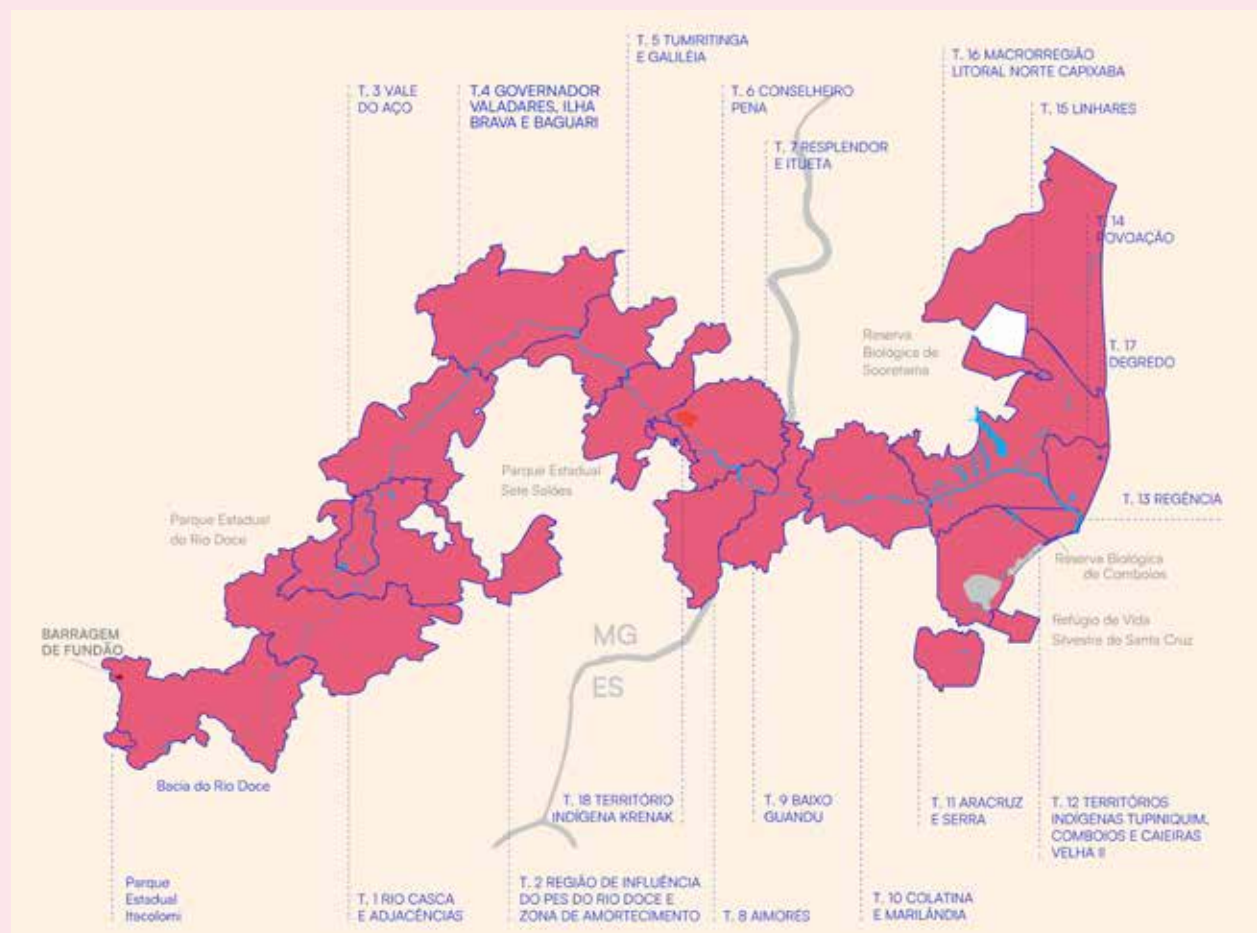 T. 5 TUMIRITINGA
E GALILÉIA
T. 16 MACRORREGIÃO
LITORAL NORTE CAPIXABA
T. 3 VALE
DO AÇO
T.4 GOVERNADOR
VALADARES, ILHA
BRAVA E BAGUARI
T. 6 CONSELHEIRO
PENA
T. 15 LINHARES
T. 7 RESPLENDOR
E ITUETA
T. 14
POVOAÇÃO
Reserva
Biológica de
Sooretama
T. 17
DEGREDO
Parque Estadual
Sete Salões
T. 13 REGÊNCIA
Parque Estadual
do Rio Doce
Reserva Biológica
de Comboios
Refúgio de Vida
Silvestre de Santa Cruz
BARRAGEM
DE FUNDÃO
MG
ES
Bacia do Rio Doce
T. 18 TERRITÓRIO
INDÍGENA KRENAK
T. 9 BAIXO
GUANDU
T. 11 ARACRUZ
E SERRA
T. 12 TERRITÓRIOS
INDÍGENAS TUPINIQUIM,
COMBOIOS E CAIEIRAS
VELHA II
Parque
Estadual
Itacolomi
T. 1 RIO CASCA
E ADJACÊNCIAS
T. 2 REGIÃO DE INFLUÊNCIA
DO PES DO RIO DOCE E
ZONA DE AMORTECIMENTO
T. 8 AIMORÉS
T. 10 COLATINA
E MARILÂNDIA